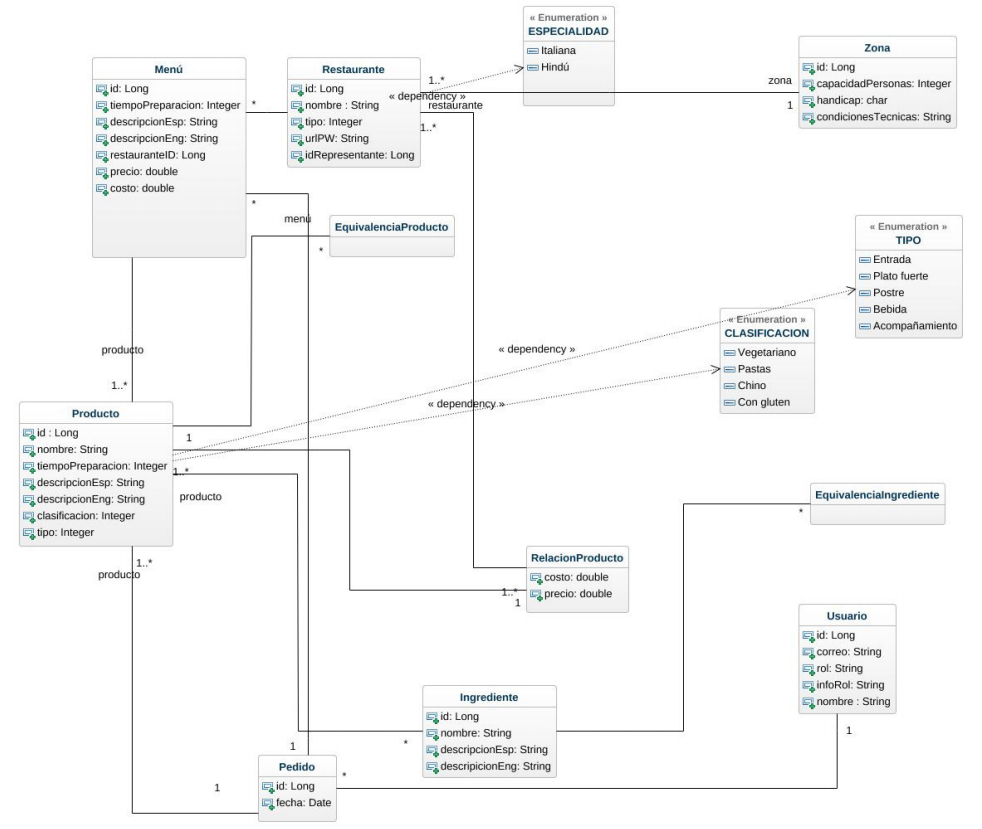 « Enumeration »
ESPECIALIDAD
Italiana
Hindú
Zona
id: Long
capacidadPersonas: Integer
handicap: char
condicionesTecnicas: String
Menú
id: Long
tiempoPreparacion: Integer
descripcionEsp: String
descripcionEng: String
restauranteID: Long
precio: double
costo: double
Restaurante
id: Long
nombre : String
tipo: Integer
urlPW: String
idRepresentante: Long
1..*
« dependency »
restaurante
1..*
zona
1
*
*
menú
EquivalenciaProducto
*
« Enumeration »
TIPO
Entrada
Plato fuerte
Postre
Bebida
Acompañamiento
« Enumeration »
CLASIFICACION
Vegetariano
Pastas
Chino
Con gluten
« dependency »
« dependency »
producto
1..*
Producto
id : Long
nombre: String
tiempoPreparacion: Integer
descripcionEsp: String
descripcionEng: String
clasificacion: Integer
tipo: Integer
1
1..*
producto
1..*
producto
EquivalenciaIngrediente
*
RelacionProducto
costo: double
precio: double
1..*
1
Usuario
id: Long
correo: String
rol: String
infoRol: String
nombre : String
1
Ingrediente
id: Long
nombre: String
descripcionEsp: String
descripicionEng: String
*
1
Pedido
id: Long
fecha: Date
*
1